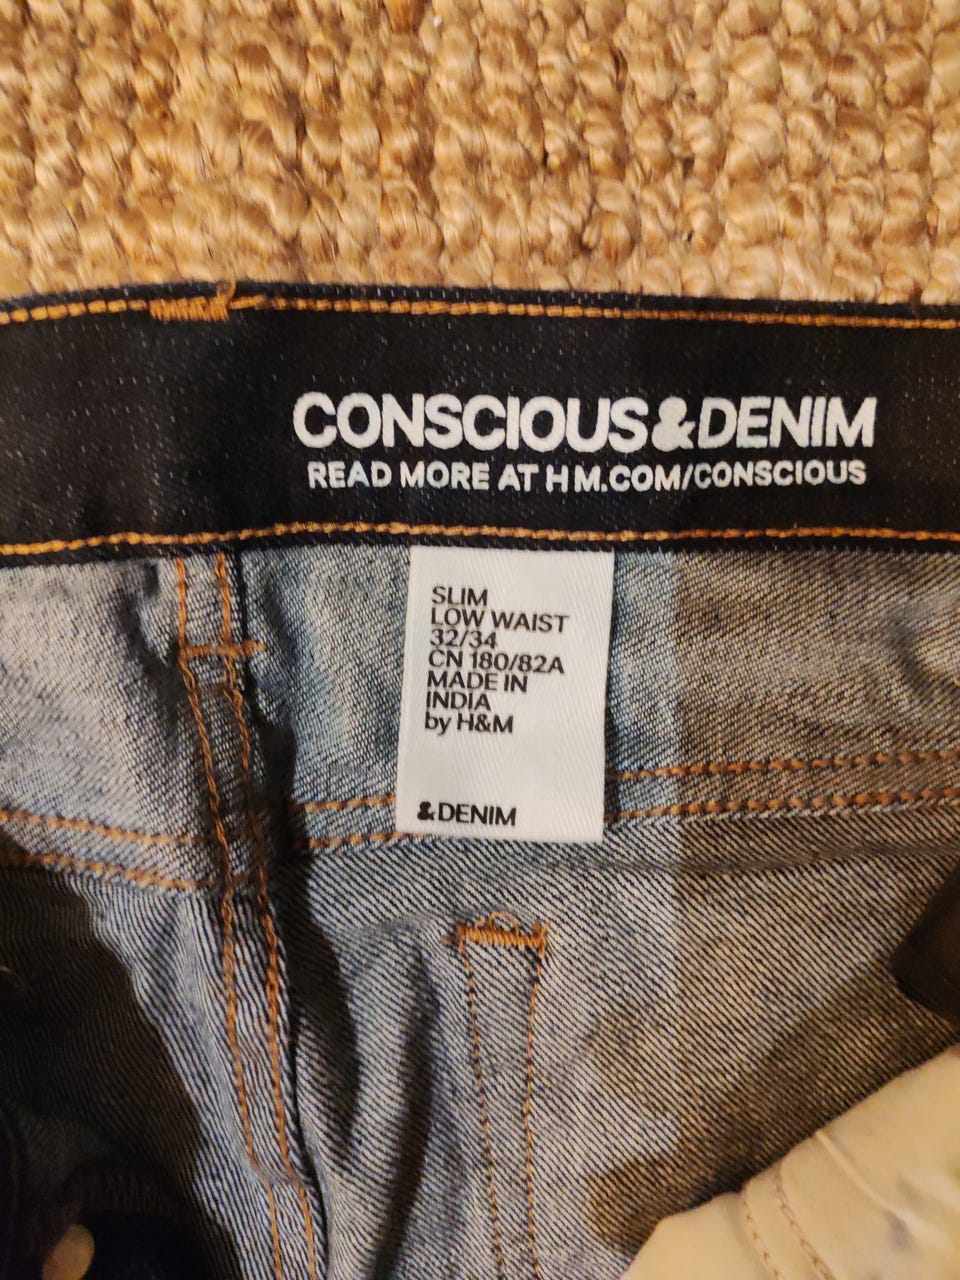 CONSCIOUS&DENIM
READ MORE AT HM.COM/CONSCIOUS
SLIM
LOW WAIST
32/34
CN 180/82A
MADE IN
INDIA
by H&M
&DENIM